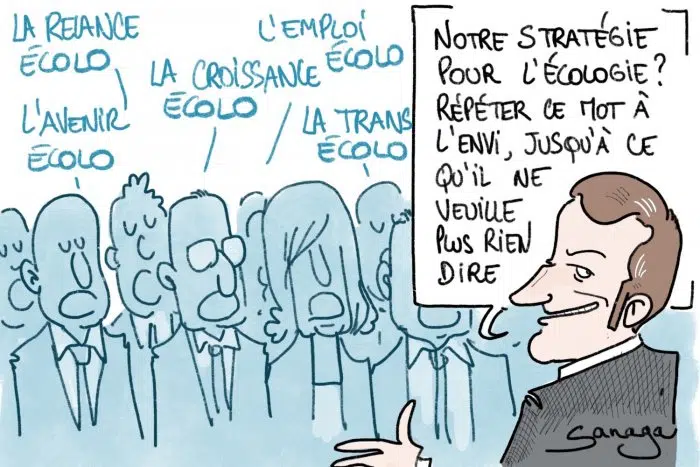 LA RELANCE
ÉCOLO
L'EMPLOI
ÉCOLO
LA CROISSANCE
ÉCOLO
L'AVENIR
ÉCOLO
LA TRANS
ÉCOLO
NOTRE STRATÉGIE
POUR L'ÉCOLOGIE?
RÉPÉTER CE MOT À
L'ENVI, JUSQU'À CE
QU'IL NE
VEUILLE
PLUS RIEN
DIRE
Sanaga